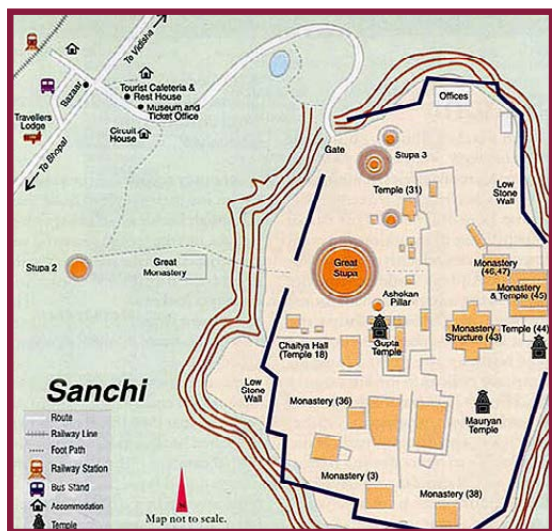 To Vidisha
Bazaar
Tourist Cafeteria &
Rest House
Museum and
Ticket Office
Travellers
Lodge
Circuit
House
To Bhopal
Offices
Gate
Stupa 3
Temple (31)
Low
Stone
Wall
Stupa 2
Great
Monastery
Great
Stupa
Monastery
(46,47)
Monastery
& Temple (45)
Ashokan
Pillar
Gupta
Temple
Monastery
Structure (43)
Temple (44)
Chaitya Hall
(Temple 18)
Sanchi
Low
Stone
Wall
Monastery (36)
Mauryan
Temple
Monastery (3)
Monastery (38)
Route
Railway Line
Foot Path
Railway Station
Bus Stand
Accommodation
Temple
Map not to scale.